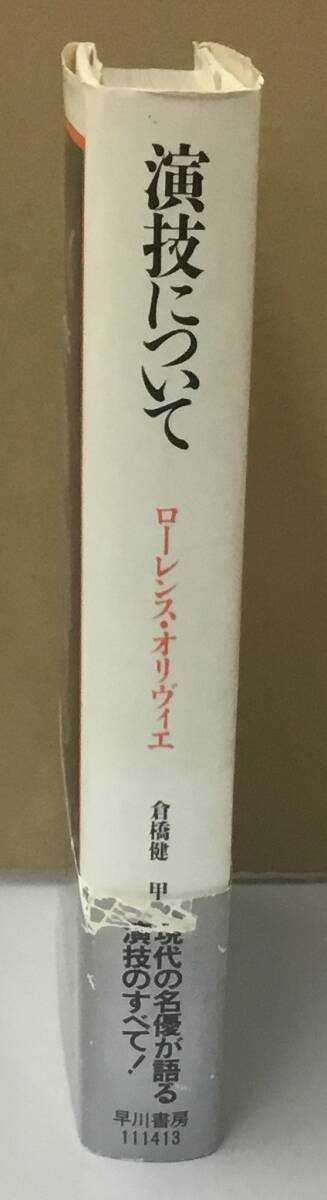 演技について
ローレンス・オリヴィエ
倉橋健 甲
現代の名優が語る
演技のすべて!
早川書房
111413